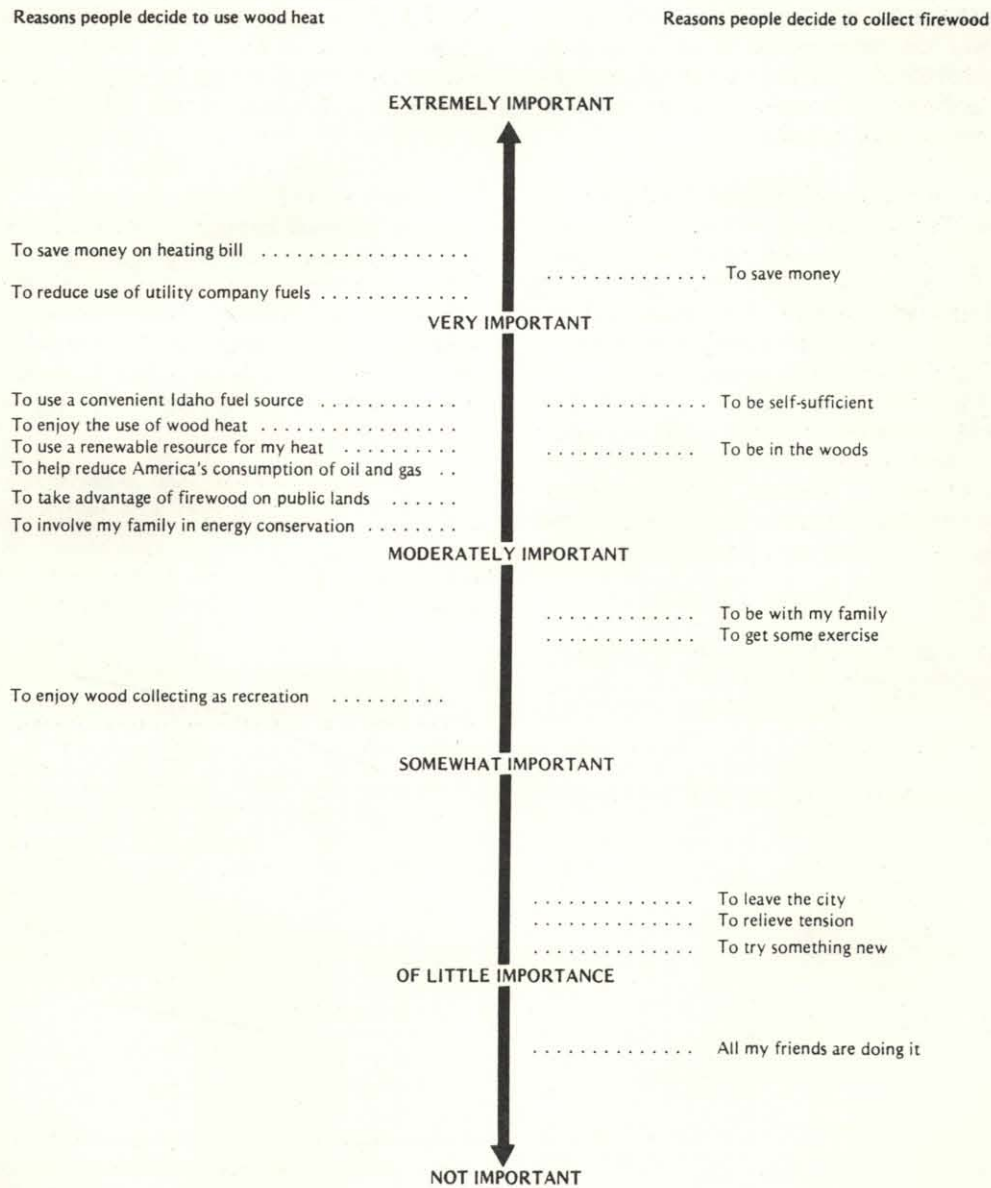 Reasons people decide to use wood heat
Reasons people decide to collect firewood
EXTREMELY IMPORTANT
To save money on heating bill . . . . . . . . . . . . . . . . . .
. . . . . . . . . . . . . . To save money
To reduce use of utility company fuels . . . . . . . . . . . . .
VERY IMPORTANT
To use a convenient Idaho fuel source . . . . . . . . . . . .
. . . . . . . . . . . . . . To be self-sufficient
To enjoy the use of wood heat . . . . . . . . . . . . . . . . .
To use a renewable resource for my heat . . . . . . . . . .
. . . . . . . . . . . . . To be in the woods
To help reduce America's consumption of oil and gas . .
To take advantage of firewood on public lands . . . . . .
To involve my family in energy conservation . . . . . . . .
MODERATELY IMPORTANT
. . . . . . . . . . . . . To be with my family
. . . . . . . . . . . . . To get some exercise
To enjoy wood collecting as recreation . . . . . . . . . .
SOMEWHAT IMPORTANT
. . . . . . . . . . . . . . To leave the city
. . . . . . . . . . . . . . To relieve tension
. . . . . . . . . . . . . . To try something new
OF LITTLE IMPORTANCE
. . . . . . . . . . . . . . All my friends are doing it
NOT IMPORTANT